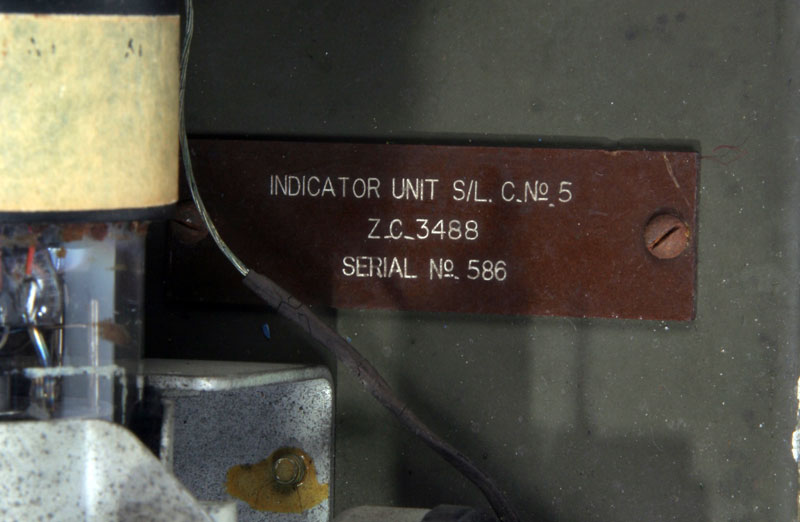 INDICATOR UNIT S/L. C.Nº.5
Z.C.3488
SERIAL Nº.586